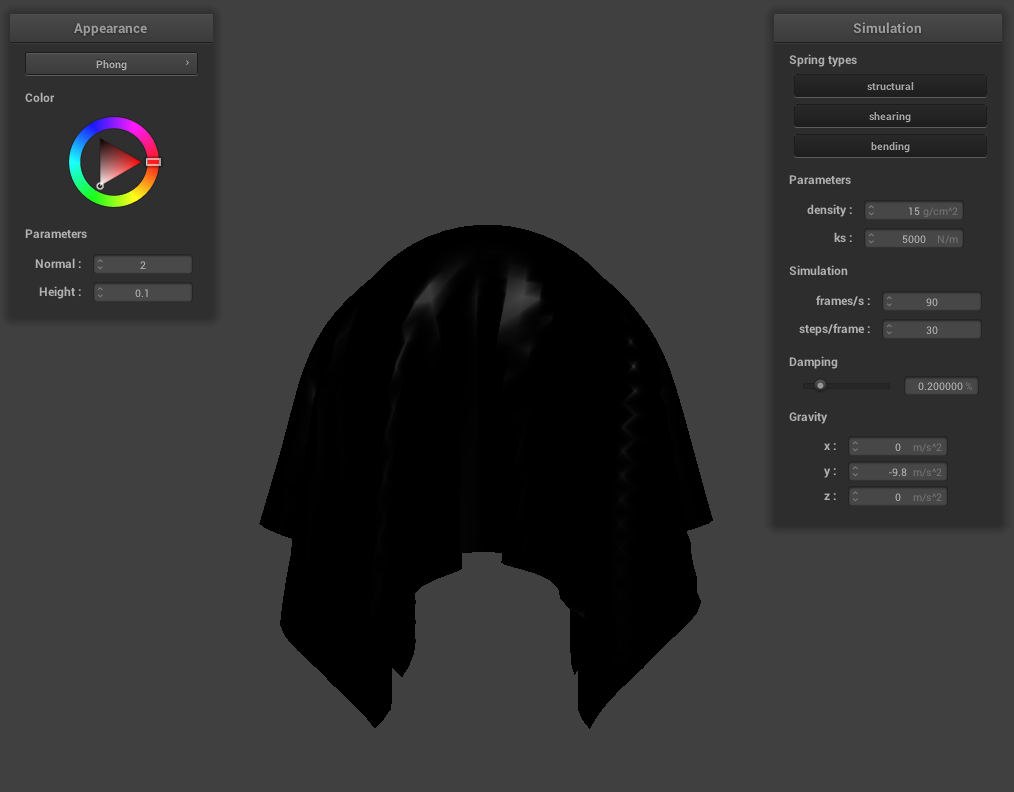 Appearance
Phong ›
Color
Parameters
Normal : 2
Height : 0.1
Simulation
Spring types
structural
shearing
bending
Parameters
density : 15 g/cm^2
ks : 5000 N/m
Simulation
frames/s : 90
steps/frame : 30
Damping
0.200000 %
Gravity
x : 0 m/s^2
y : -9.8 m/s^2
z : 0 m/s^2